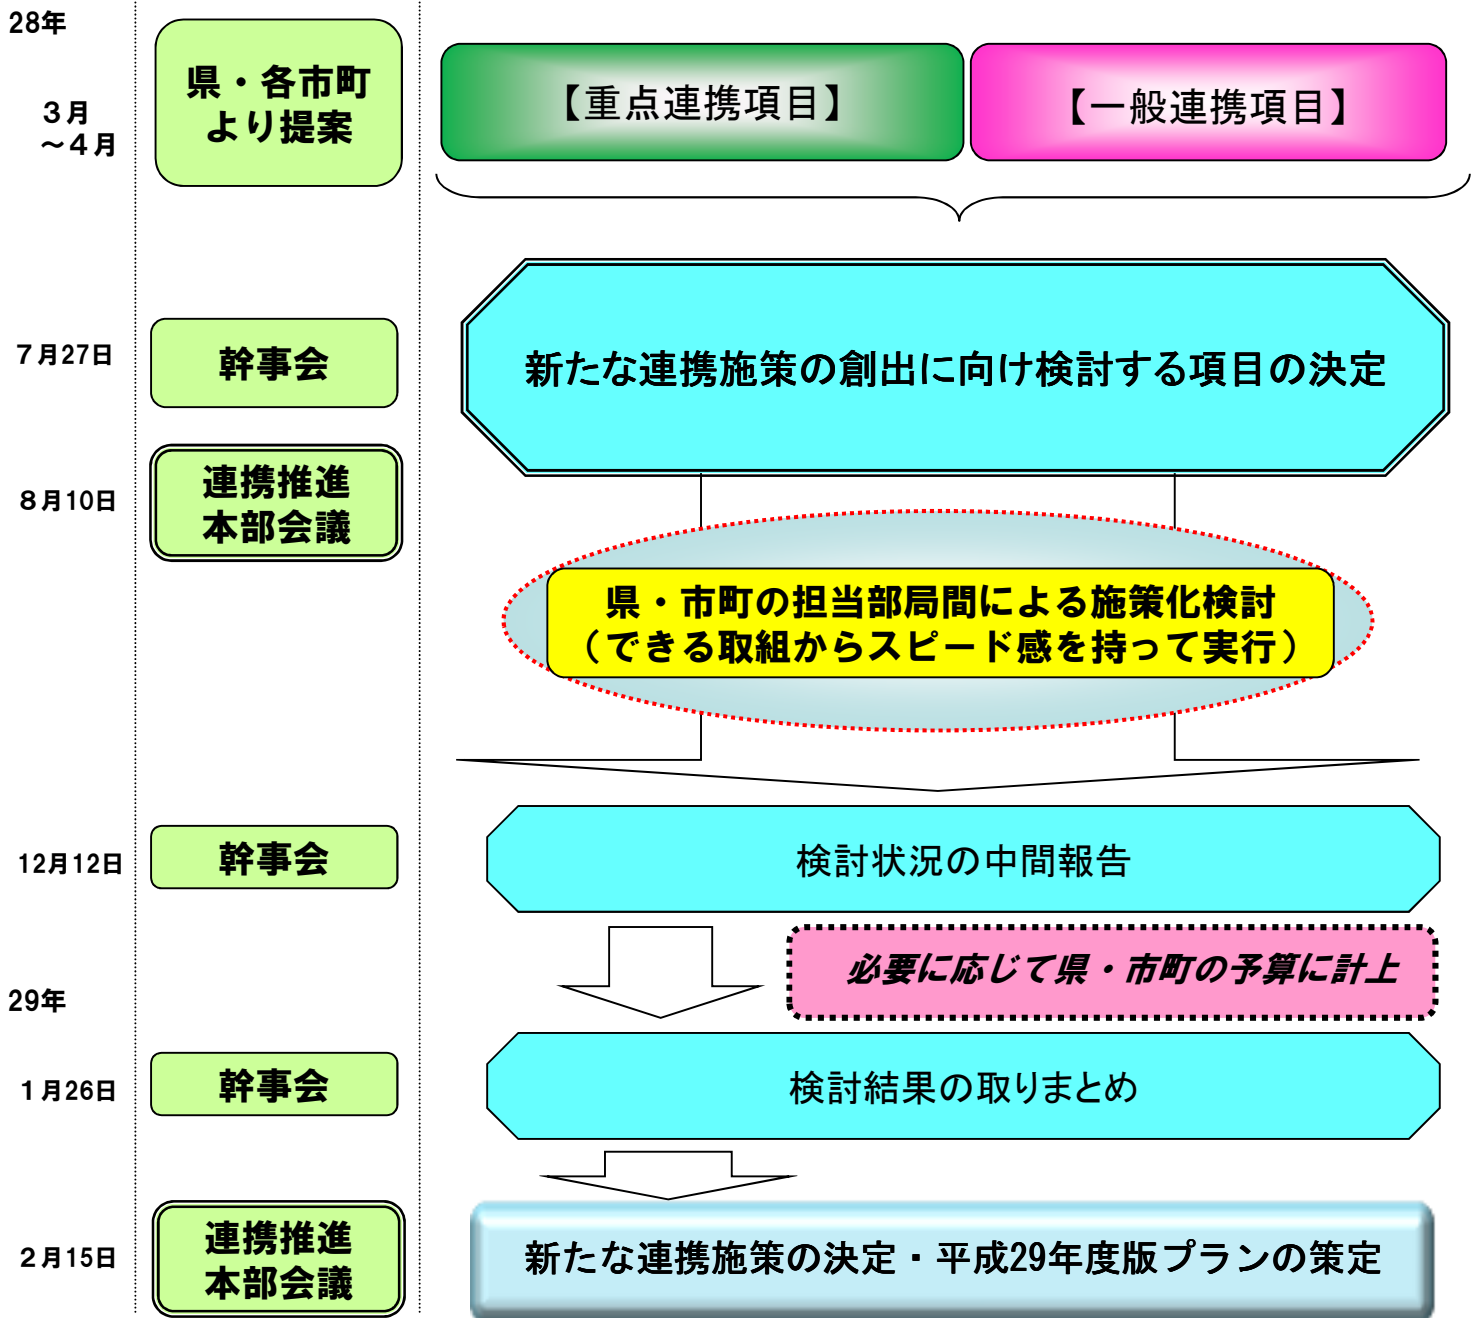 28年
３月
～４月
県・各市町
より提案
【重点連携項目】
【一般連携項目】
７月27日
幹事会
新たな連携施策の創出に向け検討する項目の決定
８月10日
連携推進
本部会議
県・市町の担当部局間による施策化検討
（できる取組からスピード感を持って実行）
12月12日
幹事会
検討状況の中間報告
必要に応じて県・市町の予算に計上
29年
１月26日
幹事会
検討結果の取りまとめ
２月15日
連携推進
本部会議
新たな連携施策の決定・平成29年度版プランの策定